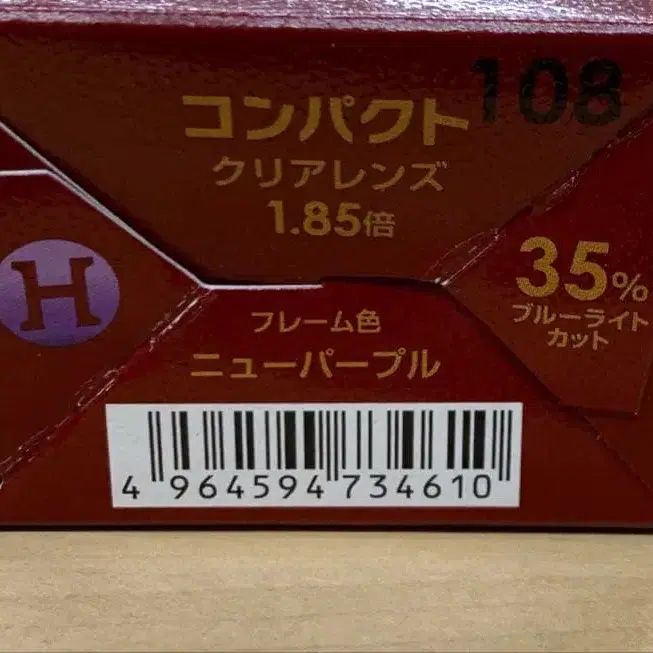 108
コンパクト
クリアレンズ
1.85倍
H
35%
ブルーライト
カット
フレーム色
ニューパープル
4 964594 734610